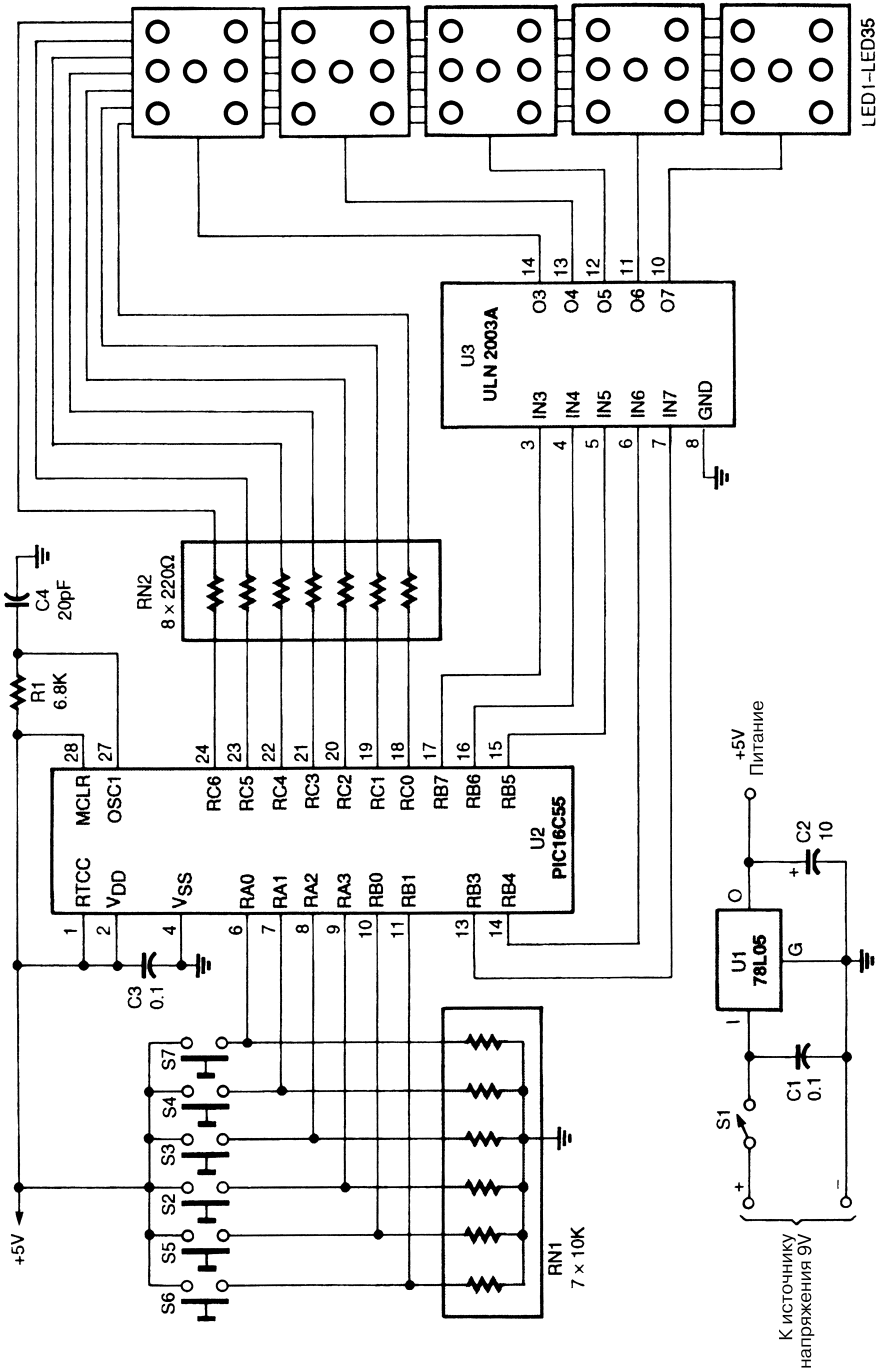 +5V
S6
S5
S2
S3
S4
S7
RN1
7 × 10K
C3
0.1
1
2
4
6
7
8
9
10
11
13
14
RTCC
VDD
VSS
RA0
RA1
RA2
RA3
RB0
RB1
RB3
RB4
U2
PIC16C55
MCLR
OSC1
RC6
RC5
RC4
RC3
RC2
RC1
RC0
RB7
RB6
RB5
28
27
24
23
22
21
20
19
18
17
16
15
R1
6.8K
C4
20pF
RN2
8 × 220Ω
3
4
5
6
7
8
IN3
IN4
IN5
IN6
IN7
GND
U3
ULN 2003A
O3
O4
O5
O6
O7
14
13
12
11
10
LED1–LED35
К источнику
напряжения 9V
+
–
S1
C1
0.1
I
U1
78L05
G
O
+
C2
10
+5V
Питание